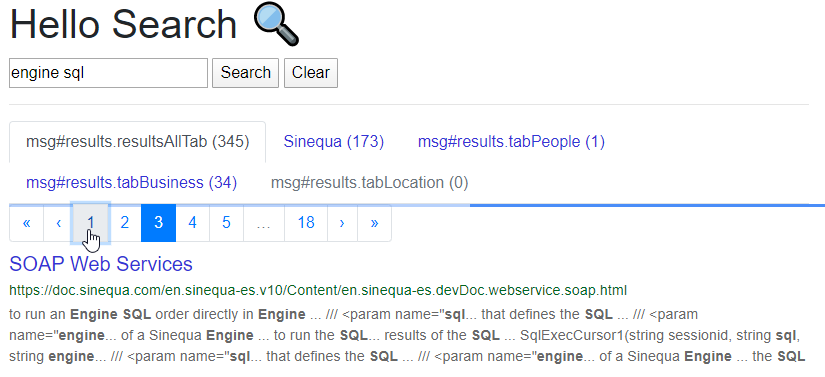 Hello Search
engine sql Search Clear
msg#results.resultsAllTab (345) Sinequa (173) msg#results.tabPeople (1)
msg#results.tabBusiness (34) msg#results.tabLocation (0)
« ‹ 1 2 3 4 5 ... 18 › »
SOAP Web Services
https://doc.sinequa.com/en.sinequa-es.v10/Content/en.sinequa-es.devDoc.webservice.soap.html
to run an Engine SQL order directly in Engine ... /// <param name="sql... that defines the SQL ... /// <param
name="engine... of a Sinequa Engine ... to run the SQL... results of the SQL ... SqlExecCursor1(string sessionid, string sql,
string engine... /// <param name="sql... that defines the SQL ... /// <param name="engine... of a Sinequa Engine ... the SQL